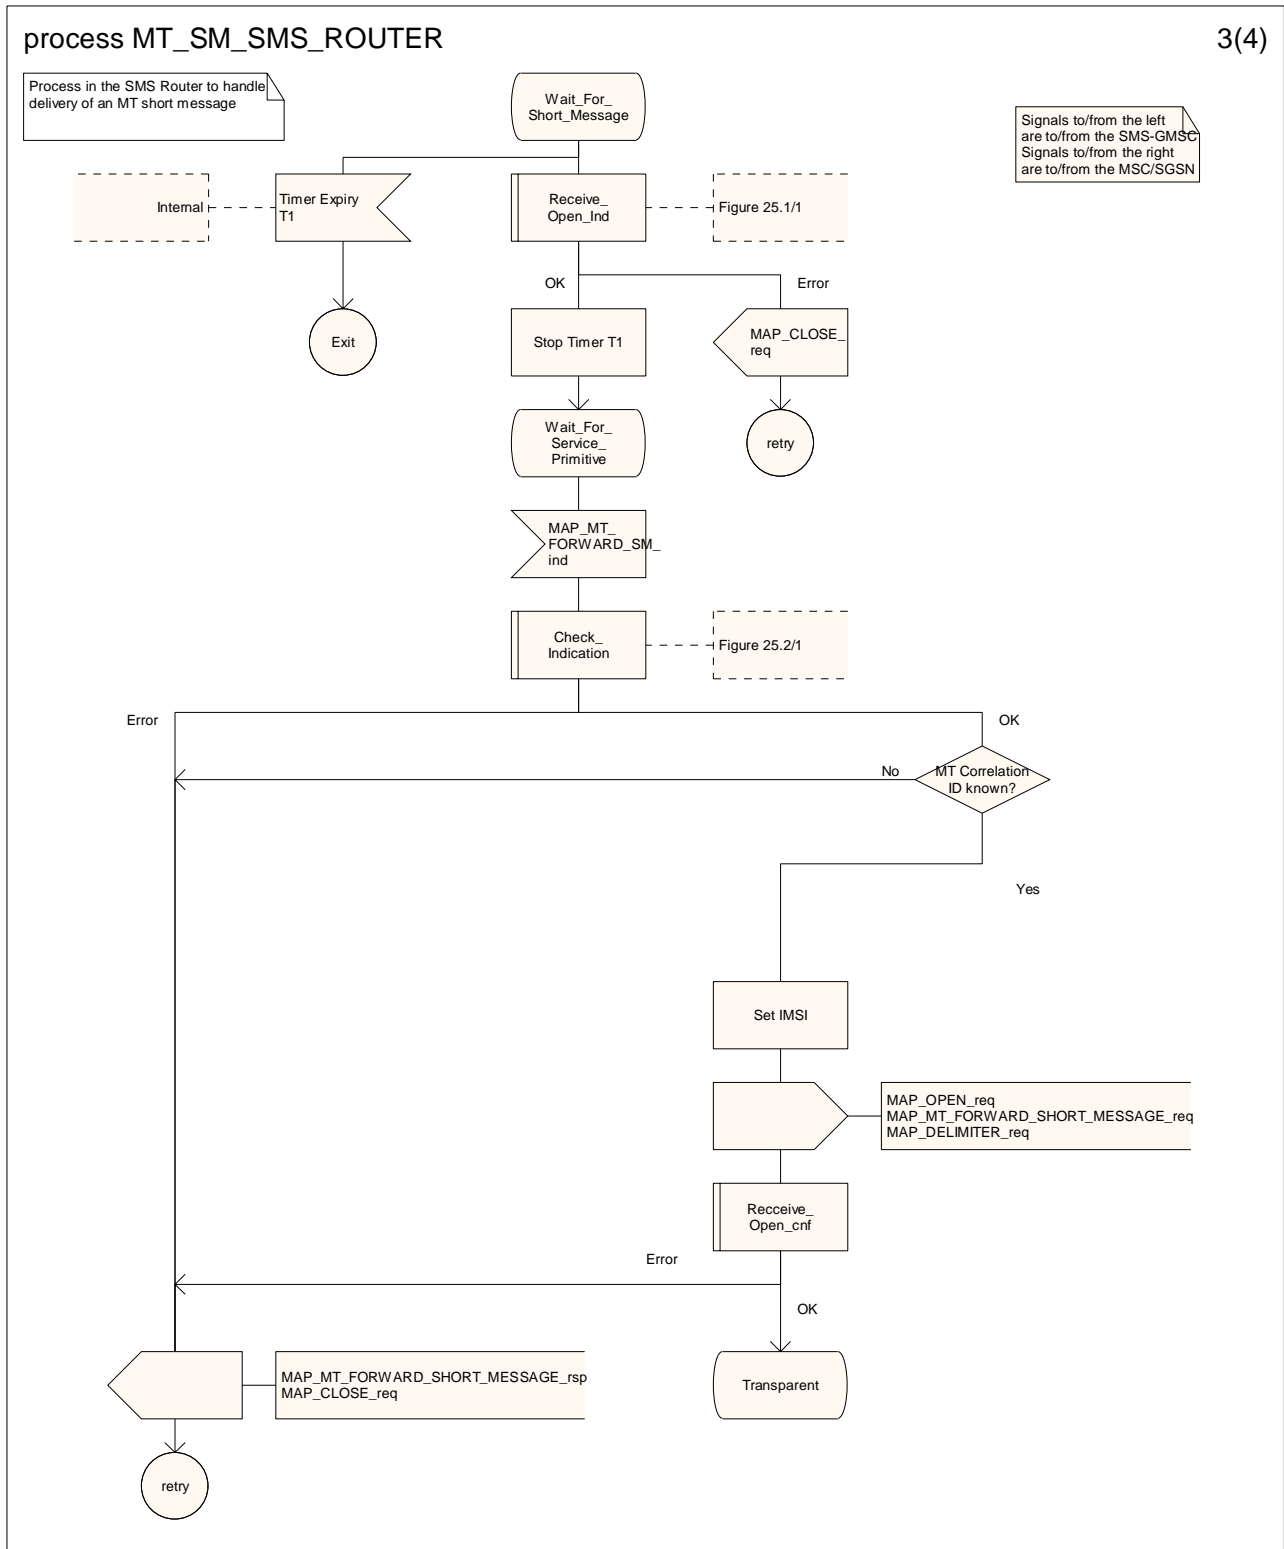 process MT_SM_SMS_ROUTER
3(4)
Process in the SMS Router to handle
delivery of an MT short message
Wait_For_
Short_Message
Signals to/from the left
are to/from the SMS-GMSC
Signals to/from the right
are to/from the MSC/SGSN
Internal
Timer Expiry
T1
Receive_
Open_Ind
Figure 25.1/1
OK
Error
Exit
Stop Timer T1
MAP_CLOSE_
req
Wait_For_
Service_
Primitive
retry
MAP_MT_
FORWARD_SM_
ind
Check_
Indication
Figure 25.2/1
Error
OK
No
MT Correlation
ID known?
Yes
Set IMSI
MAP_OPEN_req
MAP_MT_FORWARD_SHORT_MESSAGE_req
MAP_DELIMITER_req
Recceive_
Open_cnf
Error
OK
MAP_MT_FORWARD_SHORT_MESSAGE_rsp
MAP_CLOSE_req
Transparent
retry